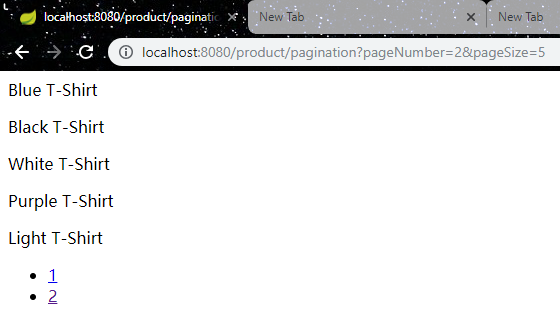 localhost:8080/product/paginatio
New Tab
New Tab
localhost:8080/product/pagination?pageNumber=2&pageSize=5
Blue T-Shirt
Black T-Shirt
White T-Shirt
Purple T-Shirt
Light T-Shirt
1
2